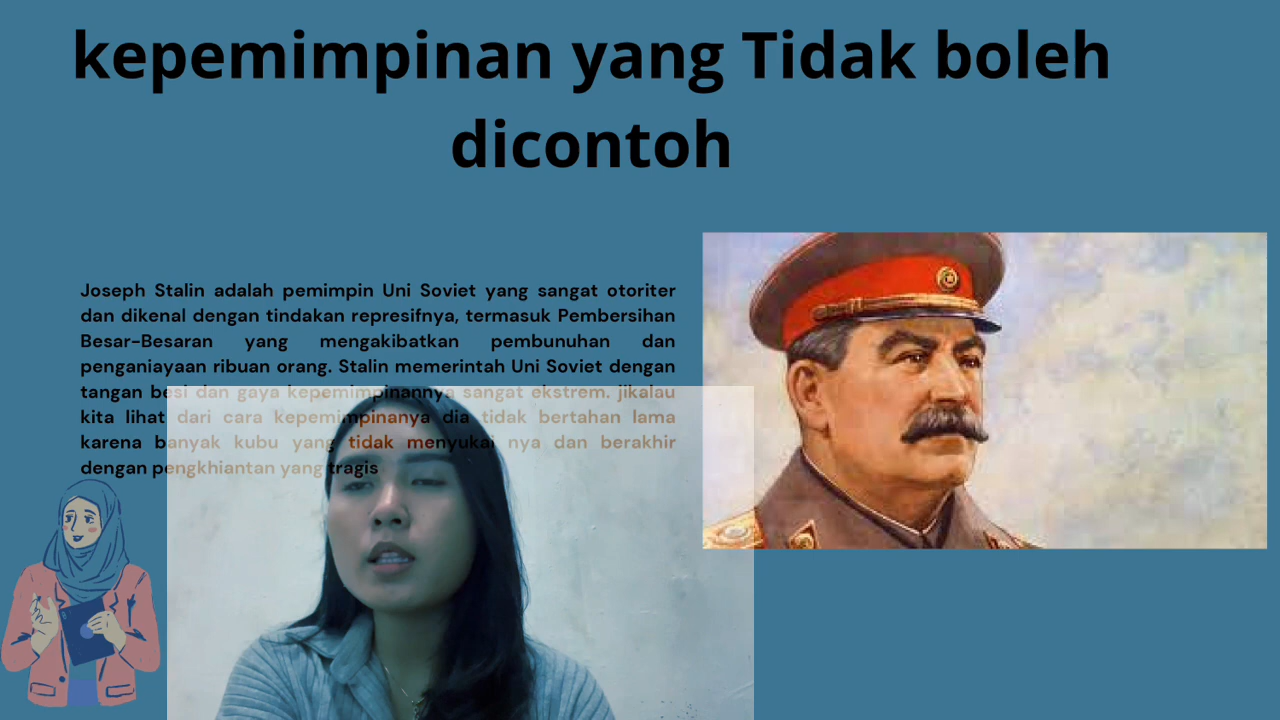 kepemimpinan yang Tidak boleh
dicontoh
Joseph Stalin adalah pemimpin Uni Soviet yang sangat otoriter
dan dikenal dengan tindakan represifnya, termasuk Pembersihan
Besar-Besaran yang mengakibatkan pembunuhan dan
penganiayaan ribuan orang. Stalin memerintah Uni Soviet dengan
tangan besi dan gaya kepemimpinannya sangat ekstrem. jikalau
kita lihat dari cara kepemimpinanya dia tidak bertahan lama
karena banyak kubu yang tidak menyukai nya dan berakhir
dengan pengkhiantan yang tragis